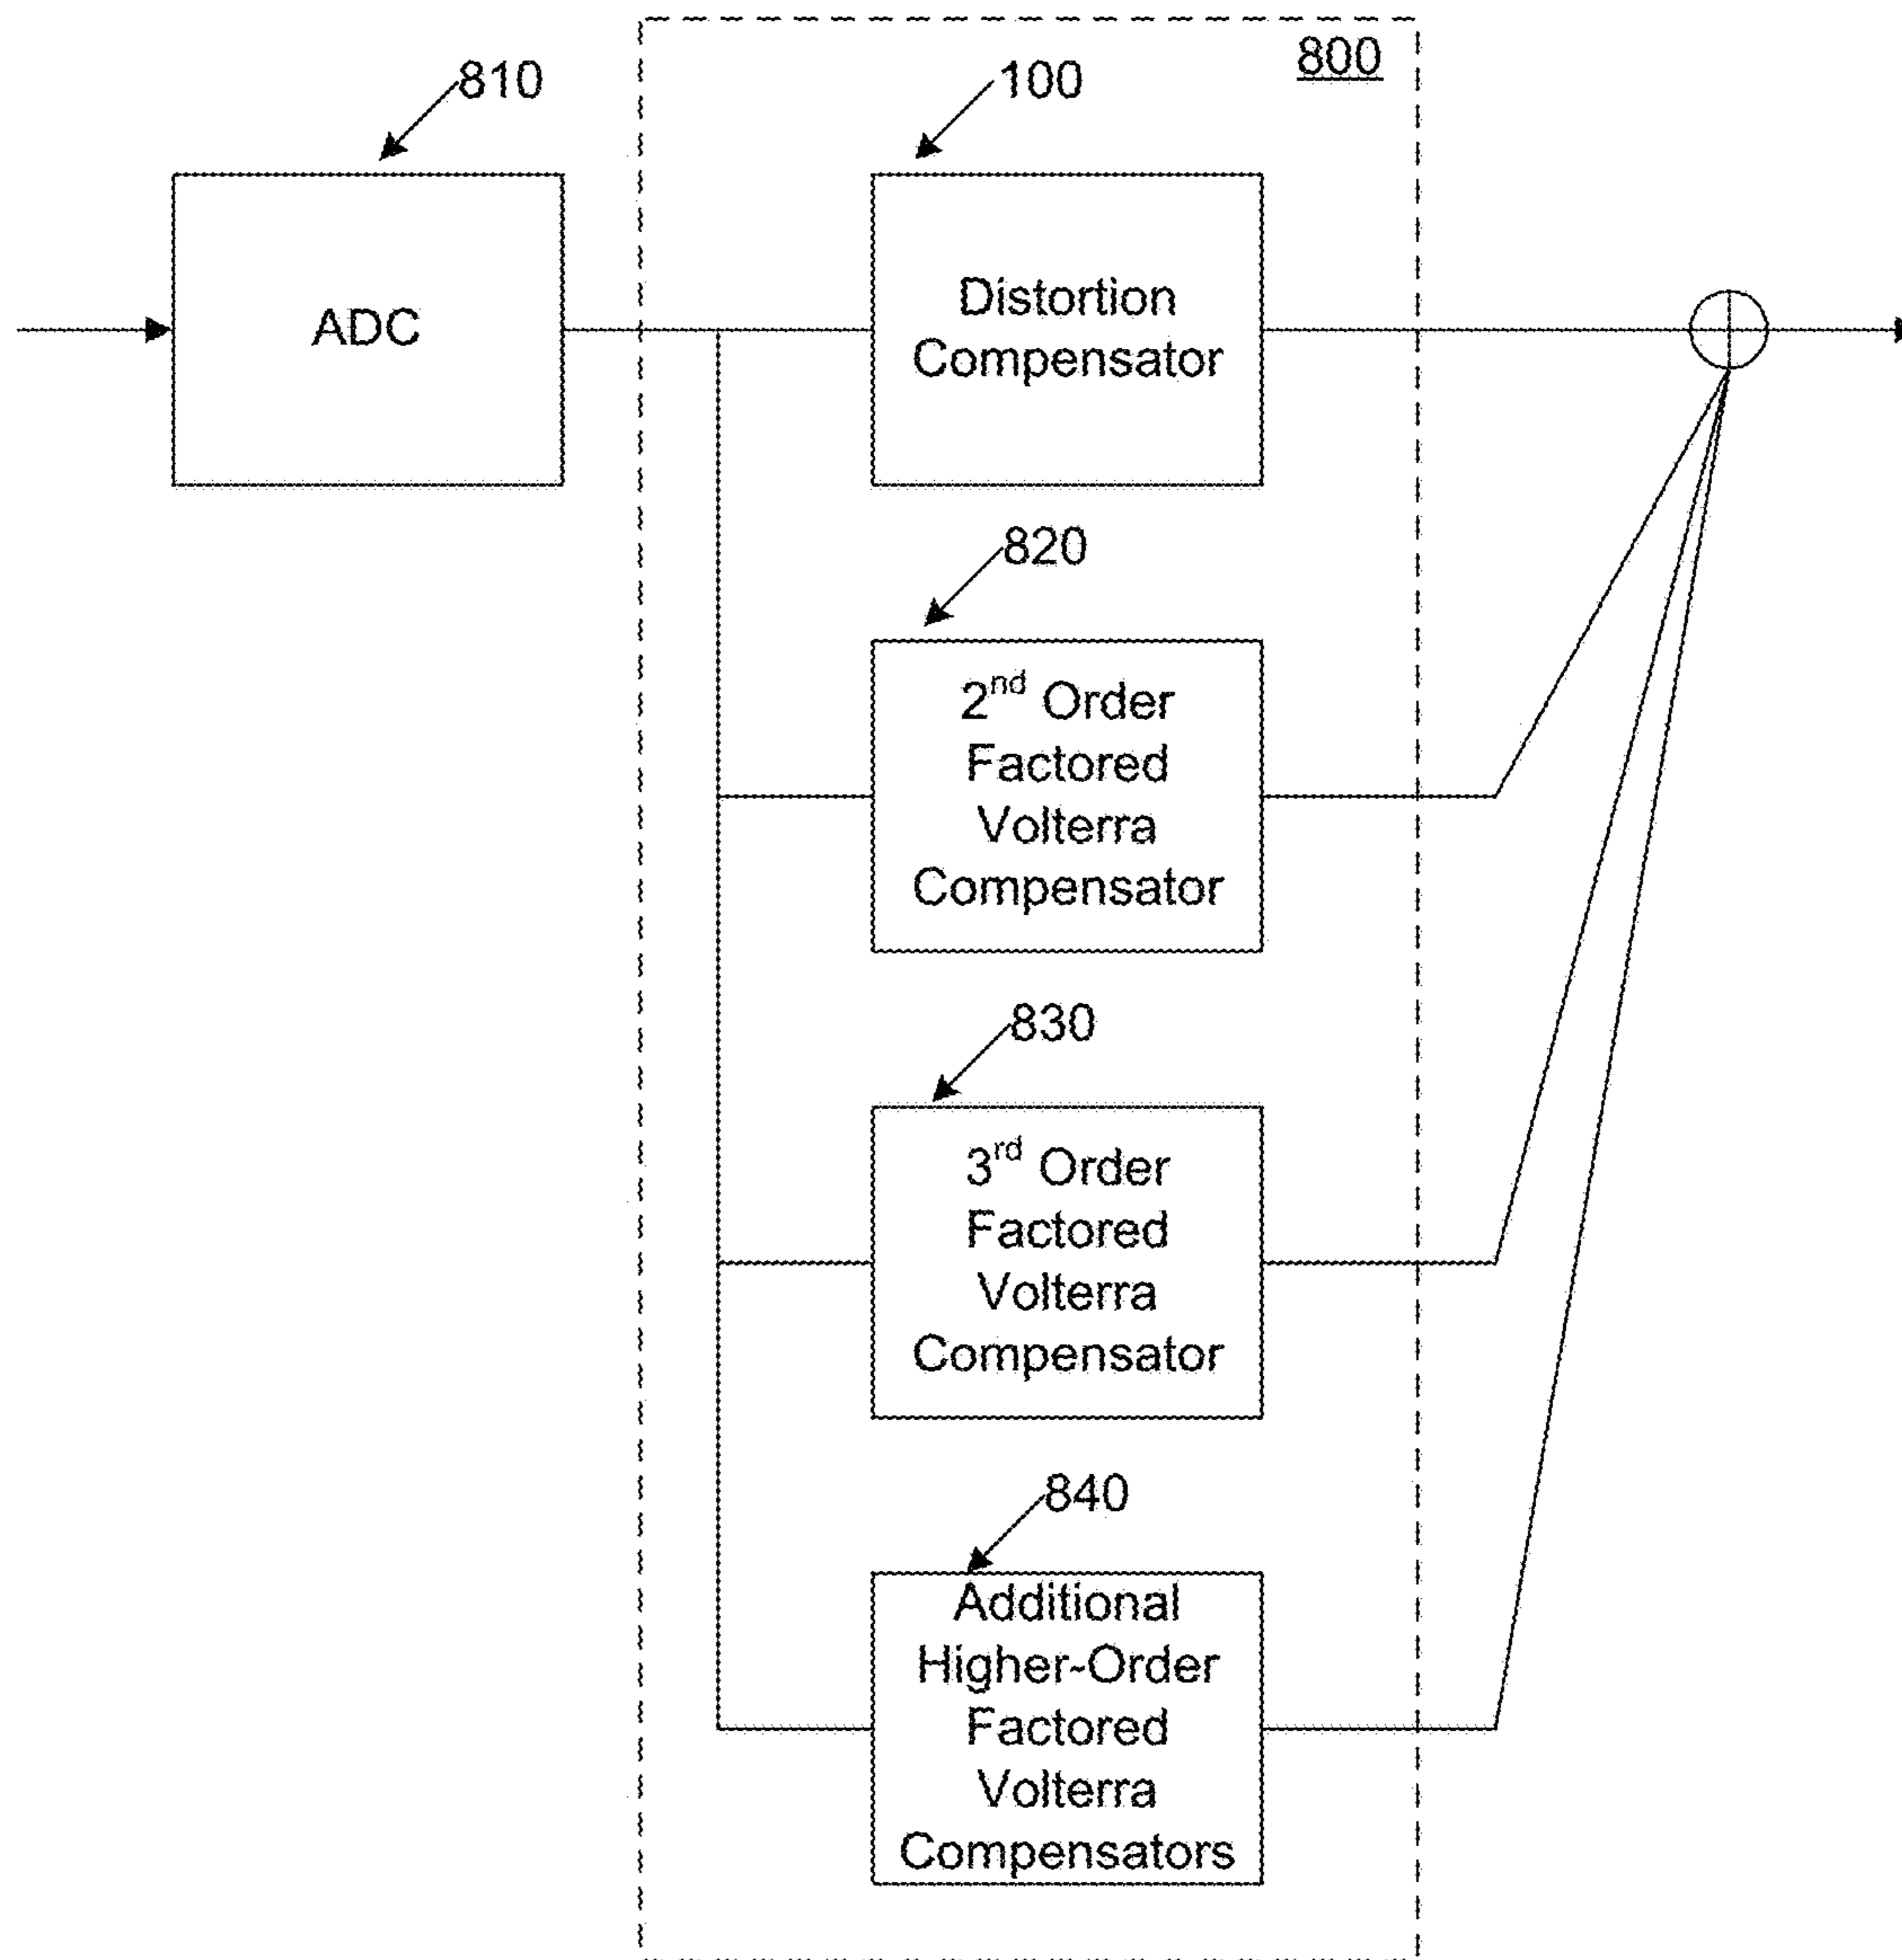 800
810
100
ADC
Distortion
Compensator
820
2nd Order
Factored
Volterra
Compensator
830
3rd Order
Factored
Volterra
Compensator
840
Additional
Higher-Order
Factored
Volterra
Compensators